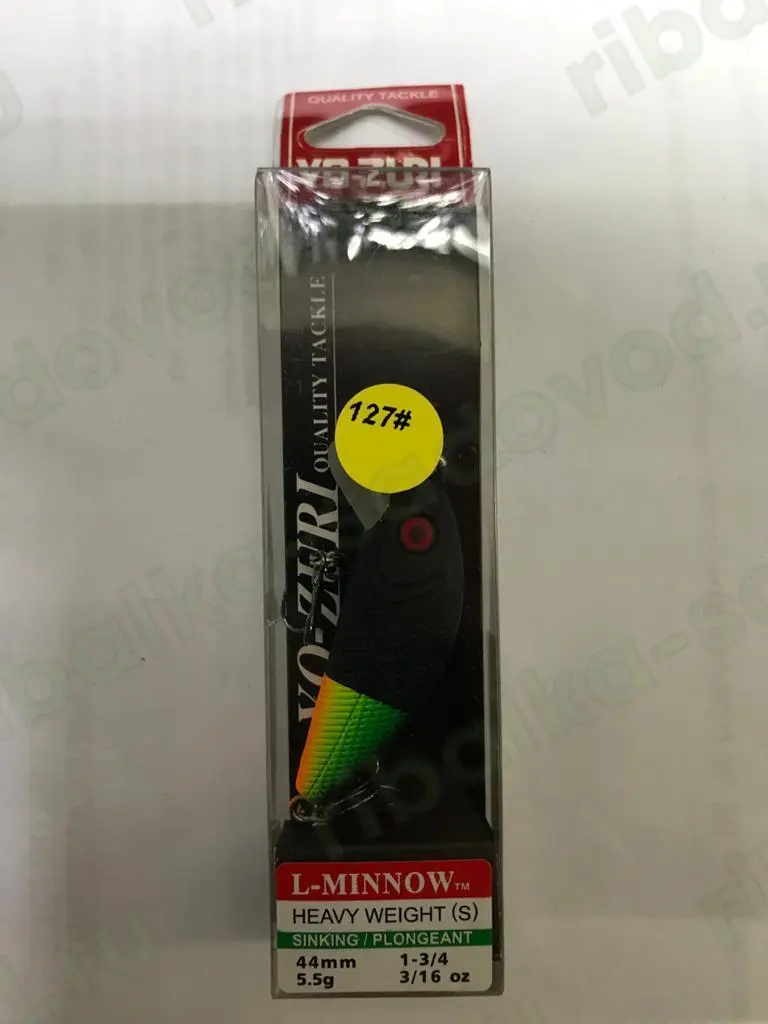 QUALITY TACKLE
YO-ZURI
YO-ZURI QUALITY TACKLE
127#
L-MINNOW™
HEAVY WEIGHT (S)
SINKING / PLONGEANT
44mm 1-3/4
5.5g 3/16 oz